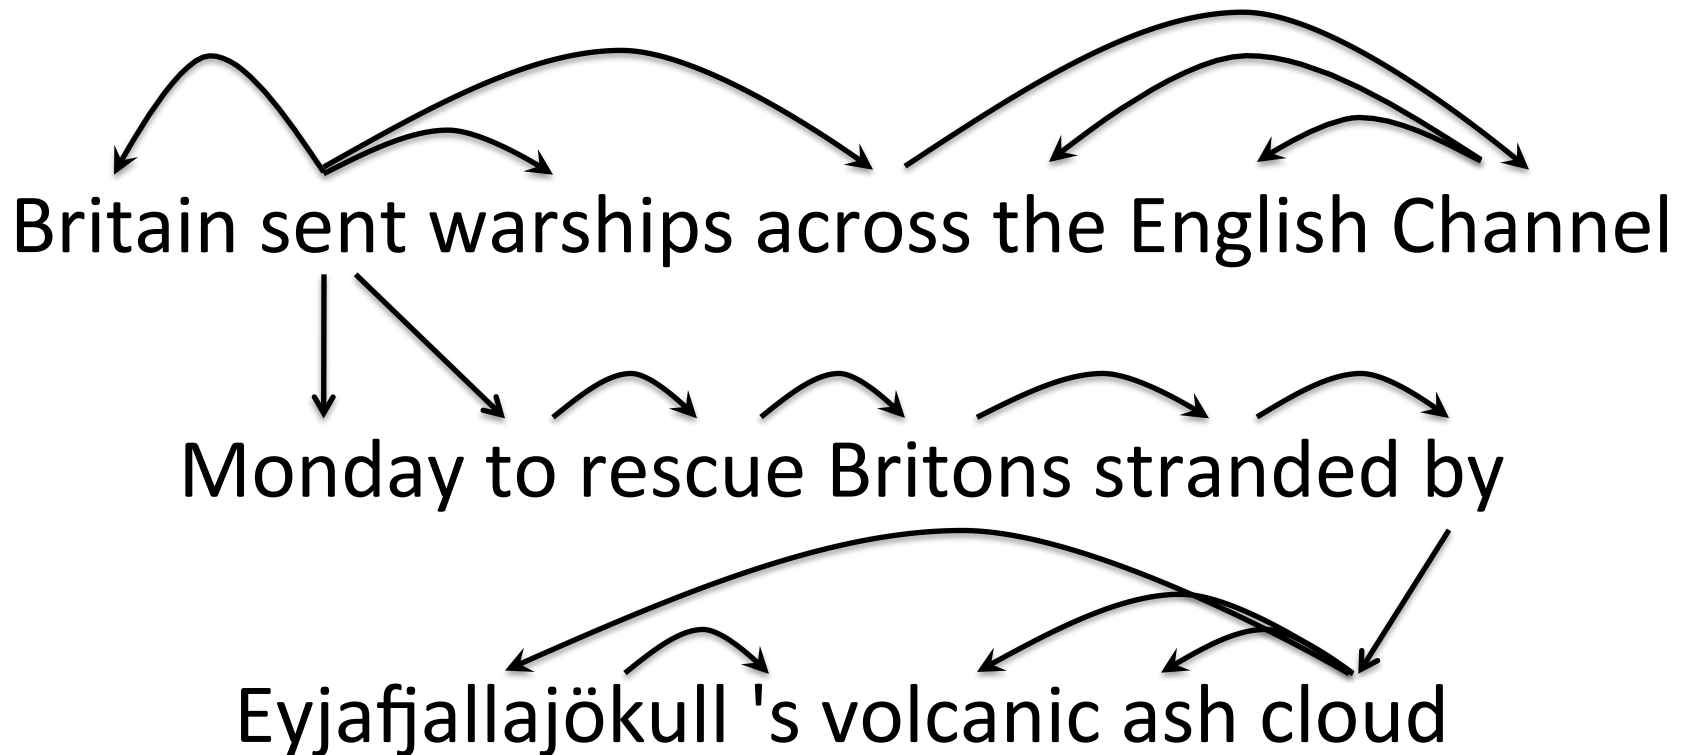 Britain sent warships across the English Channel
Monday to rescue Britons stranded by
Eyjafjallajökull 's volcanic ash cloud